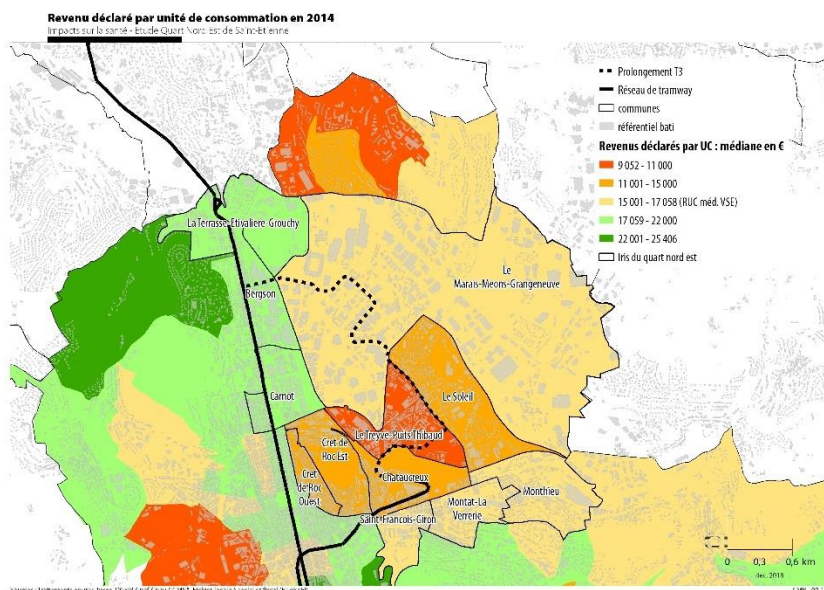 Revenu déclaré par unité de consommation en 2014
Impacts sur la santé - Etude Quart Nord Est de Saint-Etienne
Prolongement T3
Réseau de tramway
communes
référentiel bati
Revenus déclarés par UC : médiane en €
9 052 - 11 000
11 001 - 15 000
15 001 - 17 058 (RUC méd. VSE)
17 059 - 22 000
22 001 - 25 406
Iris du quart nord est
La Terrasse-Etivalière-Grouchy
Le
Marais-Meons-Grangeneuve
Bergson
Carnot
Le Soleil
Le Treyve-Puits Thibaud
Cret de
Roc Est
Cret
de Roc
Ouest
Chateaucreux
Montat-La
Verrerie
Monthieu
Saint-François-Giron
0 0,3 0,6 km
dec. 2018